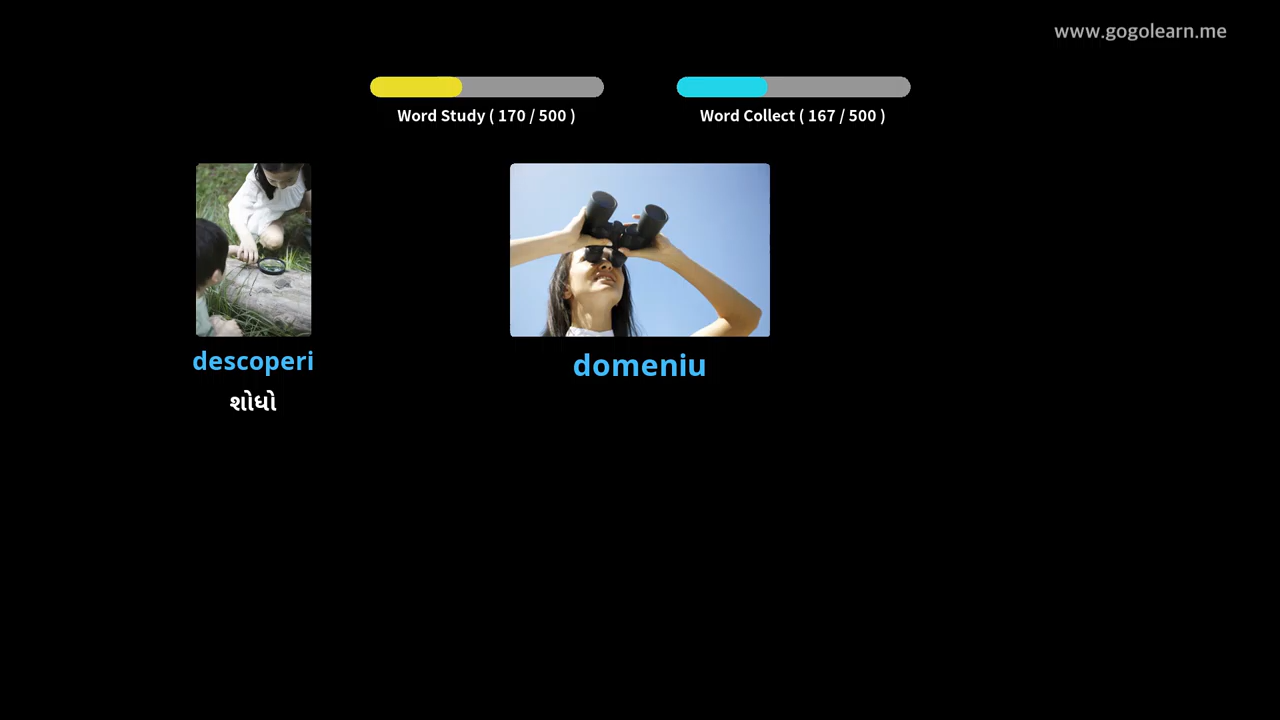 www.gogolearn.me
Word Study ( 170 / 500 )
Word Collect ( 167 / 500 )
descoperi
શોધો
domeniu